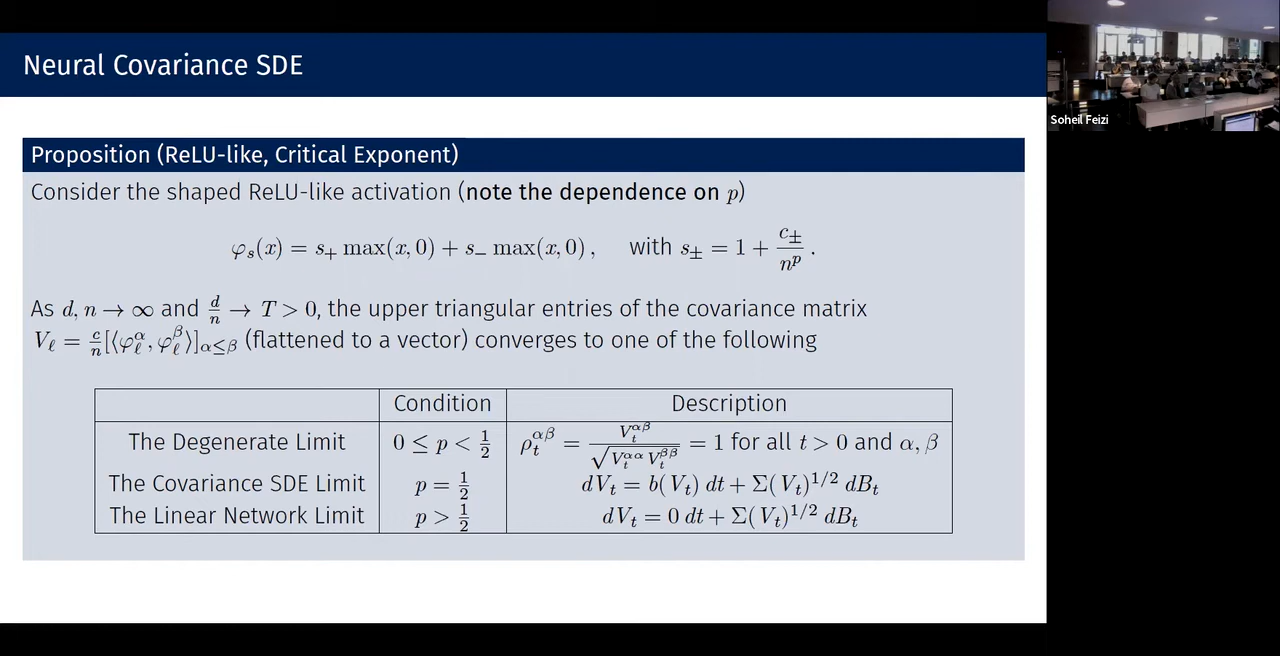 Neural Covariance SDE
Soheil Feizi
Proposition (ReLU-like, Critical Exponent)
Consider the shaped ReLU-like activation (note the dependence on p)
φ_s(x) = s_+ max(x, 0) + s_− max(x, 0) , with s_± = 1 + c_±/n^p .
As d, n → ∞ and d/n → T > 0, the upper triangular entries of the covariance matrix
V_ℓ = c/n [⟨φ_ℓ^α, φ_ℓ^β⟩]_{α≤β} (flattened to a vector) converges to one of the following
Condition Description
The Degenerate Limit 0 ≤ p < 1/2 ρ_t^{αβ} = V_t^{αβ}/√(V_t^{αα} V_t^{ββ}) = 1 for all t > 0 and α, β
The Covariance SDE Limit p = 1/2 dV_t = b(V_t) dt + Σ(V_t)^{1/2} dB_t
The Linear Network Limit p > 1/2 dV_t = 0 dt + Σ(V_t)^{1/2} dB_t